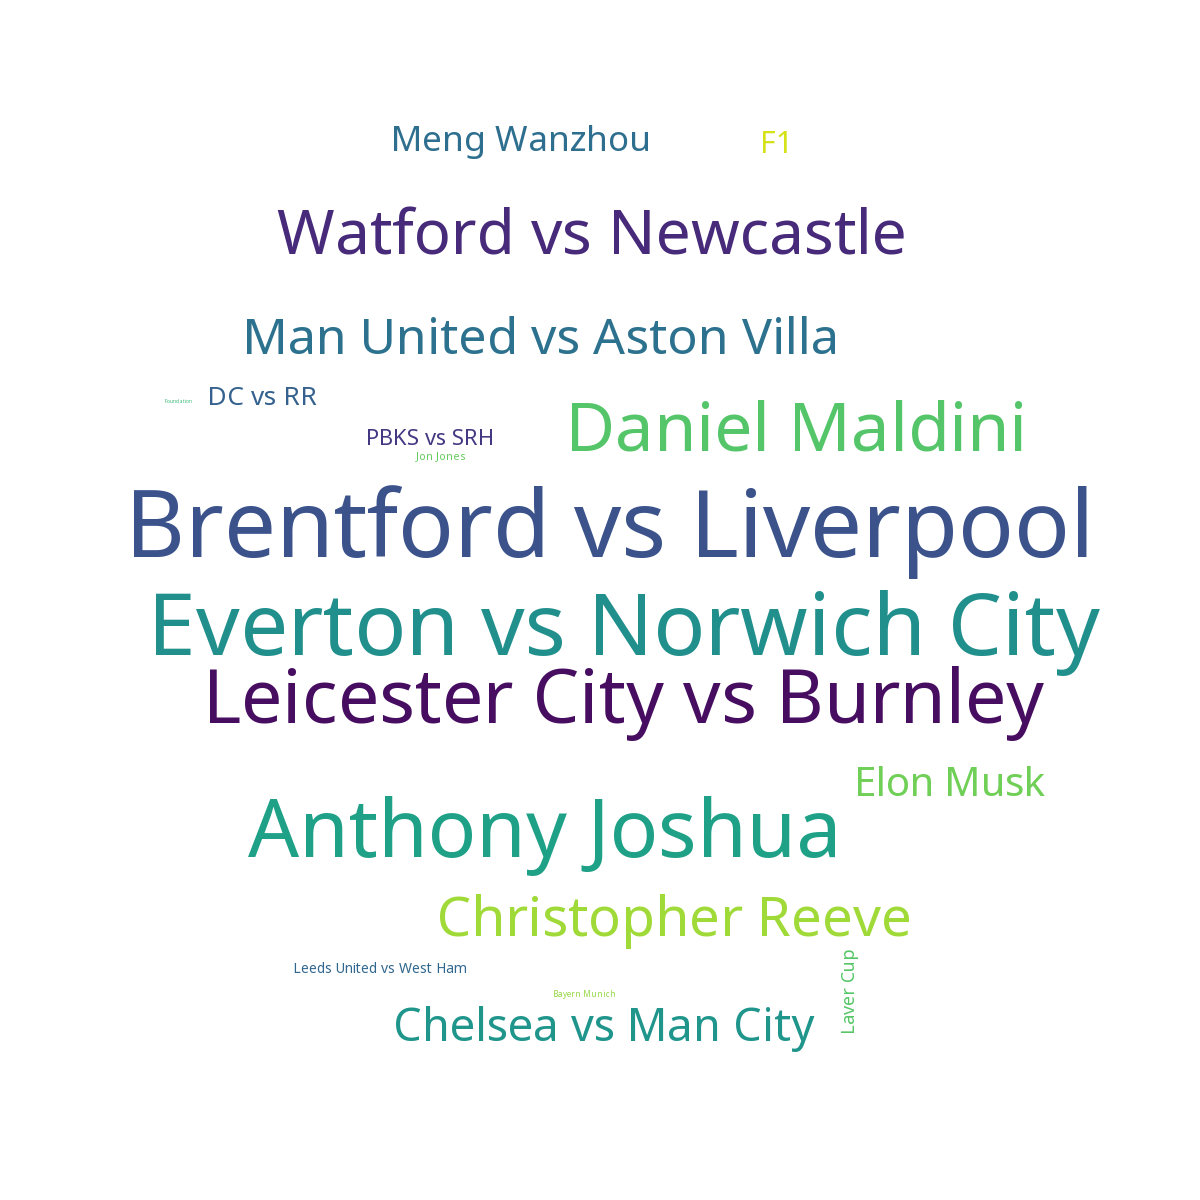 Meng Wanzhou
F1
Watford vs Newcastle
Man United vs Aston Villa
DC vs RR
Foundation
Daniel Maldini
PBKS vs SRH
Jon Jones
Brentford vs Liverpool
Everton vs Norwich City
Leicester City vs Burnley
Elon Musk
Anthony Joshua
Christopher Reeve
Leeds United vs West Ham
Laver Cup
Bayern Munich
Chelsea vs Man City